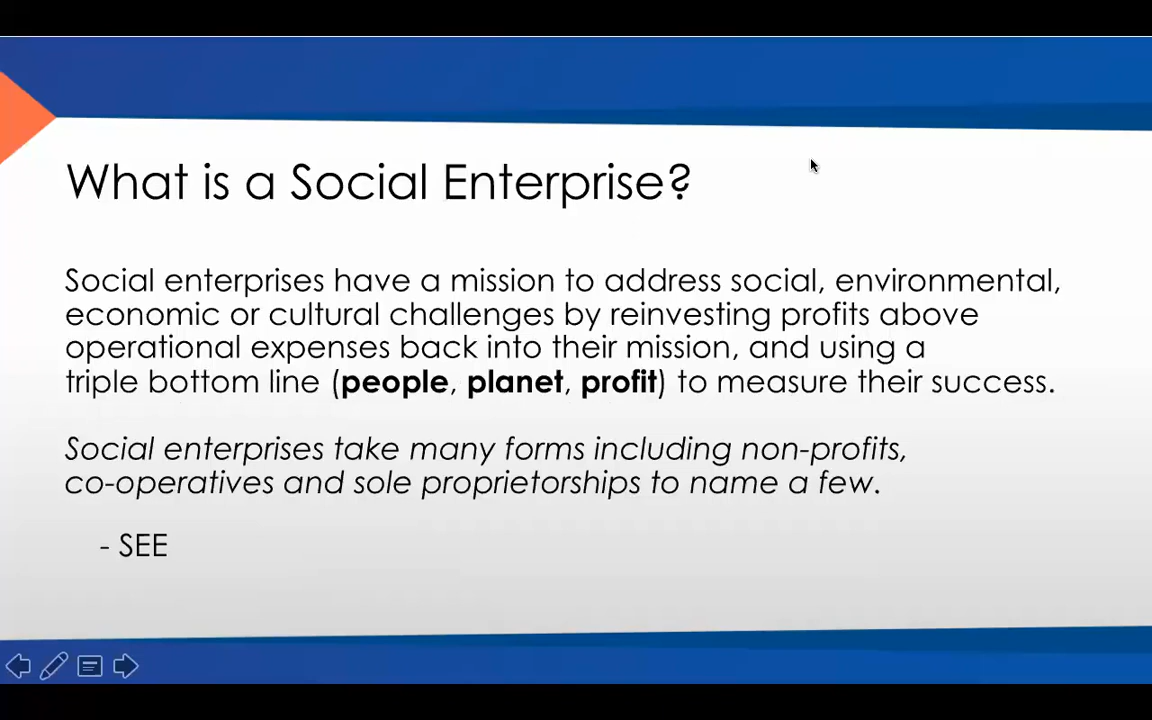 What is a Social Enterprise?
Social enterprises have a mission to address social, environmental,
economic or cultural challenges by reinvesting profits above
operational expenses back into their mission, and using a
triple bottom line (people, planet, profit) to measure their success.
Social enterprises take many forms including non-profits,
co-operatives and sole proprietorships to name a few.
- SEE